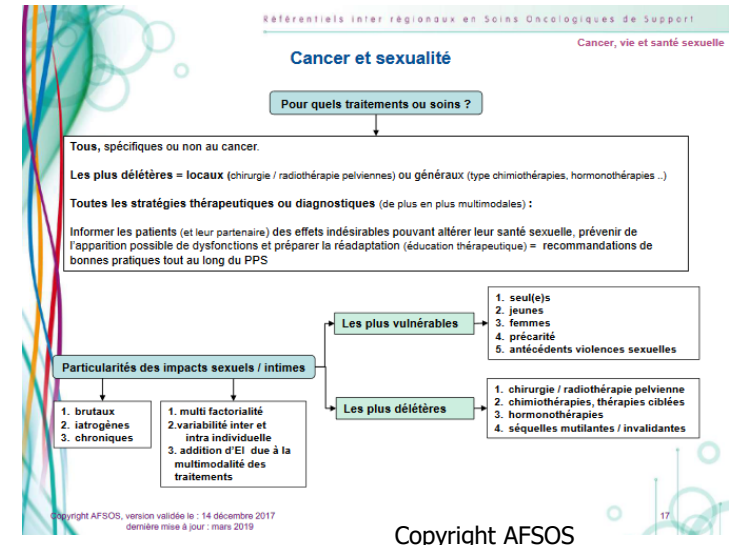 Référentiels inter régionaux en Soins Oncologiques de Support
Cancer, vie et santé sexuelle
Cancer et sexualité
Pour quels traitements ou soins ?
Tous, spécifiques ou non au cancer.
Les plus délétères = locaux (chirurgie / radiothérapie pelviennes) ou généraux (type chimiothérapies, hormonothérapies ..)
Toutes les stratégies thérapeutiques ou diagnostiques (de plus en plus multimodales) :
Informer les patients (et leur partenaire) des effets indésirables pouvant altérer leur santé sexuelle, prévenir de
l'apparition possible de dysfonctions et préparer la réadaptation (éducation thérapeutique) = recommandations de
bonnes pratiques tout au long du PPS
Particularités des impacts sexuels / intimes
1. brutaux
2. iatrogènes
3. chroniques
1. multi factorialité
2.variabilité inter et
intra individuelle
3. addition d'EI due à la
multimodalité des
traitements
Les plus vulnérables
1. seul(e)s
2. jeunes
3. femmes
4. précarité
5. antécédents violences sexuelles
Les plus délétères
1. chirurgie / radiothérapie pelvienne
2. chimiothérapies, thérapies ciblées
3. hormonothérapies
4. séquelles mutilantes / invalidantes
Copyright AFSOS, version validée le : 14 décembre 2017
dernière mise à jour : mars 2019
17
Copyright AFSOS